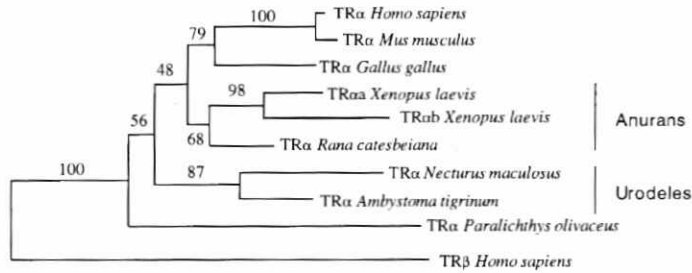 100
TRα Homo sapiens
79
TRα Mus musculus
TRα Gallus gallus
48
98
TRαa Xenopus laevis
TRαb Xenopus laevis
Anurans
56
68
TRα Rana catesbeiana
100
87
TRα Necturus maculosus
Urodeles
TRα Ambystoma tigrinum
TRα Paralichthys olivaceus
TRβ Homo sapiens